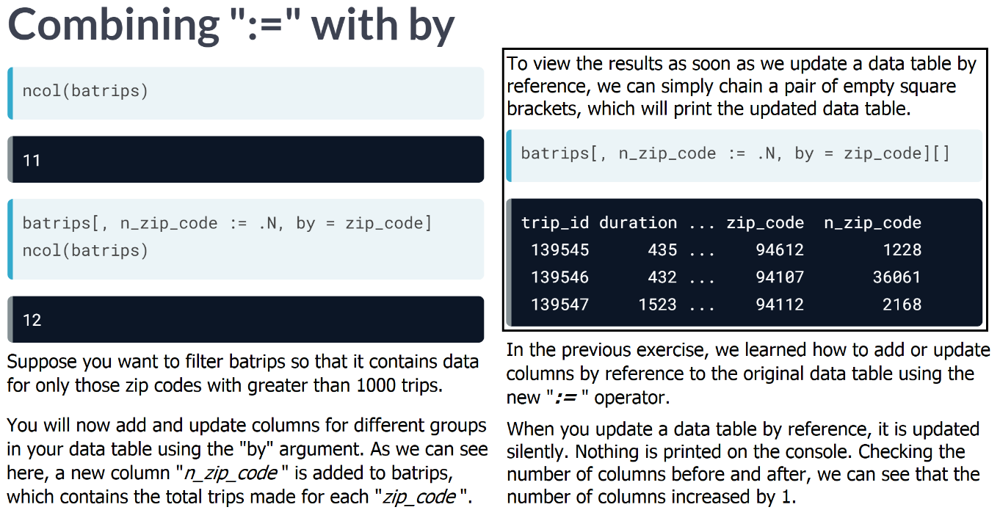 Combining ":=" with by
ncol(batrips)
11
batrips[, n_zip_code := .N, by = zip_code]
ncol(batrips)
12
Suppose you want to filter batrips so that it contains data
for only those zip codes with greater than 1000 trips.
You will now add and update columns for different groups
in your data table using the "by" argument. As we can see
here, a new column "n_zip_code " is added to batrips,
which contains the total trips made for each "zip_code ".
To view the results as soon as we update a data table by
reference, we can simply chain a pair of empty square
brackets, which will print the updated data table.
batrips[, n_zip_code := .N, by = zip_code][]
trip_id duration ... zip_code n_zip_code
139545 435 ... 94612 1228
139546 432 ... 94107 36061
139547 1523 ... 94112 2168
In the previous exercise, we learned how to add or update
columns by reference to the original data table using the
new ":= " operator.
When you update a data table by reference, it is updated
silently. Nothing is printed on the console. Checking the
number of columns before and after, we can see that the
number of columns increased by 1.